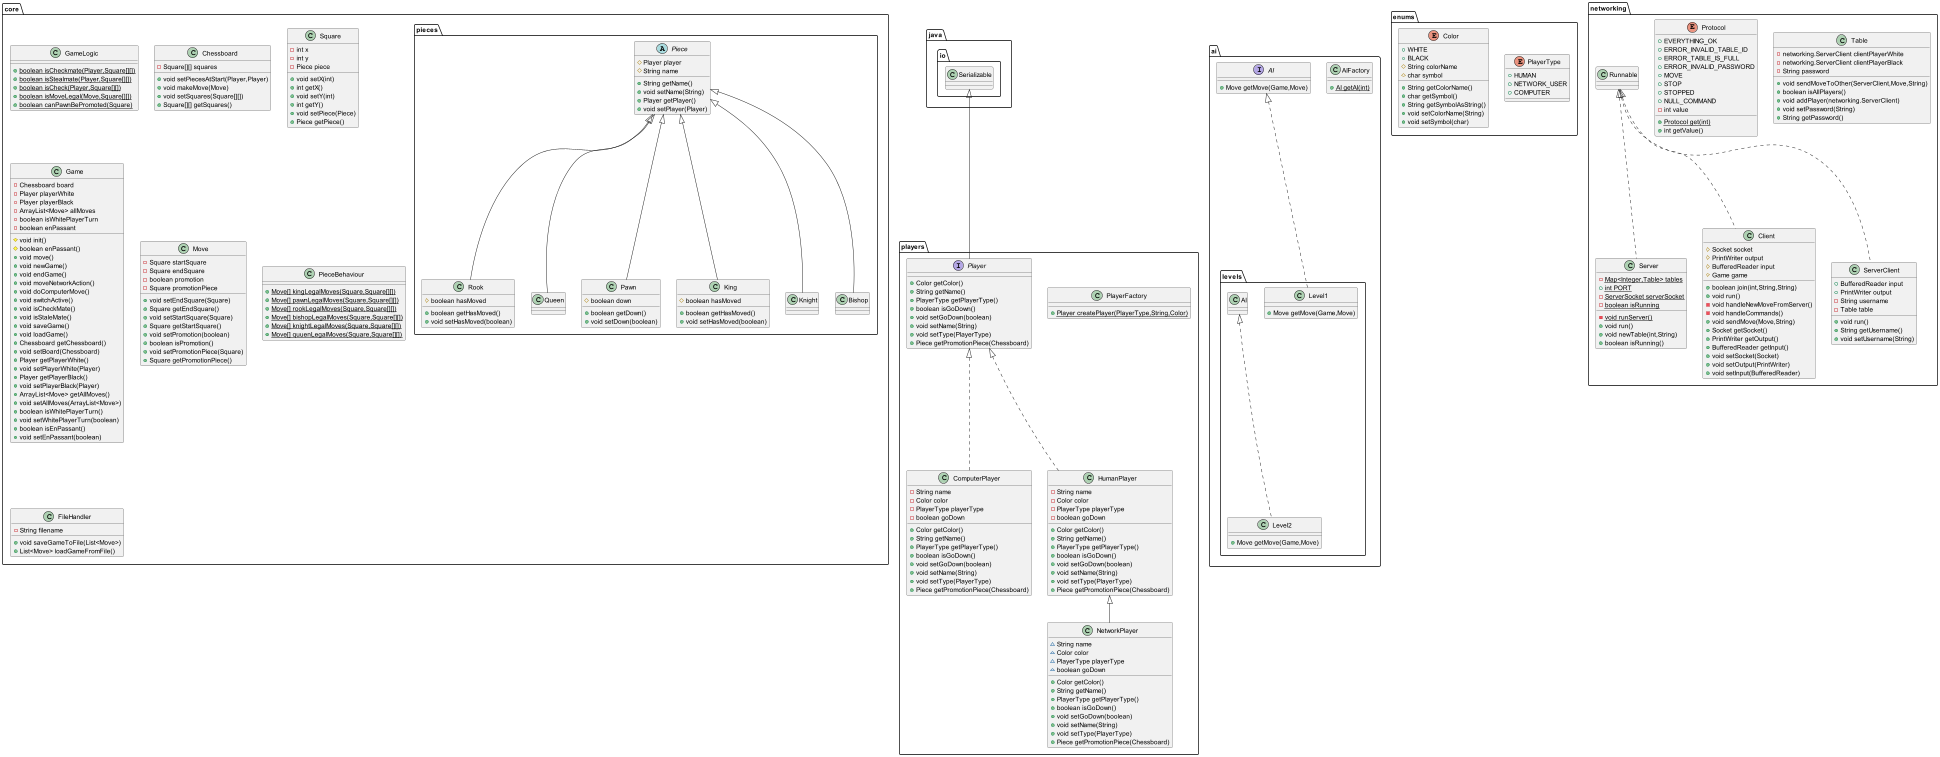 core
GameLogic
boolean isCheckmate(Player,Square[][])
boolean isStealmate(Player,Square[][])
boolean isCheck(Player,Square[][])
boolean isMoveLegal(Move,Square[][])
boolean canPawnBePromoted(Square)
Chessboard
Square[][] squares
void setPiecesAtStart(Player,Player)
void makeMove(Move)
void setSquares(Square[][])
Square[][] getSquares()
Square
int x
int y
Piece piece
void setX(int)
int getX()
void setY(int)
int getY()
void setPiece(Piece)
Piece getPiece()
Game
Chessboard board
Player playerWhite
Player playerBlack
ArrayList<Move> allMoves
boolean isWhitePlayerTurn
boolean enPassant
void init()
boolean enPassant()
void move()
void newGame()
void endGame()
void moveNetworkAction()
void doComputerMove()
void switchActive()
void isCheckMate()
void isStaleMate()
void saveGame()
void loadGame()
Chessboard getChessboard()
void setBoard(Chessboard)
Player getPlayerWhite()
void setPlayerWhite(Player)
Player getPlayerBlack()
void setPlayerBlack(Player)
ArrayList<Move> getAllMoves()
void setAllMoves(ArrayList<Move>)
boolean isWhitePlayerTurn()
void setWhitePlayerTurn(boolean)
boolean isEnPassant()
void setEnPassant(boolean)
Move
Square startSquare
Square endSquare
boolean promotion
Square promotionPiece
void setEndSquare(Square)
Square getEndSquare()
void setStartSquare(Square)
Square getStartSquare()
void setPromotion(boolean)
boolean isPromotion()
void setPromotionPiece(Square)
Square getPromotionPiece()
PieceBehaviour
Move[] kingLegalMoves(Square,Square[][])
Move[] pawnLegalMoves(Square,Square[][])
Move[] rookLegalMoves(Square,Square[][])
Move[] bishopLegalMoves(Square,Square[][])
Move[] knightLegalMoves(Square,Square[][])
Move[] quuenLegalMoves(Square,Square[][])
FileHandler
String filename
void saveGameToFile(List<Move>)
List<Move> loadGameFromFile()
pieces
Piece
Player player
String name
String getName()
void setName(String)
Player getPlayer()
void setPlayer(Player)
Rook
boolean hasMoved
boolean getHasMoved()
void setHasMoved(boolean)
Queen
Pawn
boolean down
boolean getDown()
void setDown(boolean)
King
boolean hasMoved
boolean getHasMoved()
void setHasMoved(boolean)
Knight
Bishop
java
io
Serializable
players
Player
Color getColor()
String getName()
PlayerType getPlayerType()
boolean isGoDown()
void setGoDown(boolean)
void setName(String)
void setType(PlayerType)
Piece getPromotionPiece(Chessboard)
PlayerFactory
Player createPlayer(PlayerType,String,Color)
ComputerPlayer
String name
Color color
PlayerType playerType
boolean goDown
Color getColor()
String getName()
PlayerType getPlayerType()
boolean isGoDown()
void setGoDown(boolean)
void setName(String)
void setType(PlayerType)
Piece getPromotionPiece(Chessboard)
HumanPlayer
String name
Color color
PlayerType playerType
boolean goDown
Color getColor()
String getName()
PlayerType getPlayerType()
boolean isGoDown()
void setGoDown(boolean)
void setName(String)
void setType(PlayerType)
Piece getPromotionPiece(Chessboard)
NetworkPlayer
String name
Color color
PlayerType playerType
boolean goDown
Color getColor()
String getName()
PlayerType getPlayerType()
boolean isGoDown()
void setGoDown(boolean)
void setName(String)
void setType(PlayerType)
Piece getPromotionPiece(Chessboard)
ai
AI
Move getMove(Game,Move)
AIFactory
AI getAI(int)
levels
AI
Level1
Move getMove(Game,Move)
Level2
Move getMove(Game,Move)
enums
Color
WHITE
BLACK
String colorName
char symbol
String getColorName()
char getSymbol()
String getSymbolAsString()
void setColorName(String)
void setSymbol(char)
PlayerType
HUMAN
NETWORK_USER
COMPUTER
networking
Runnable
Protocol
EVERYTHING_OK
ERROR_INVALID_TABLE_ID
ERROR_TABLE_IS_FULL
ERROR_INVALID_PASSWORD
MOVE
STOP
STOPPED
NULL_COMMAND
int value
Protocol get(int)
int getValue()
Table
networking.ServerClient clientPlayerWhite
networking.ServerClient clientPlayerBlack
String password
void sendMoveToOther(ServerClient,Move,String)
boolean isAllPlayers()
void addPlayer(networking.ServerClient)
void setPassword(String)
String getPassword()
Server
Map<Integer,Table> tables
int PORT
ServerSocket serverSocket
boolean isRunning
void runServer()
void run()
void newTable(int,String)
boolean isRunning()
Client
Socket socket
PrintWriter output
BufferedReader input
Game game
boolean join(int,String,String)
void run()
void handleNewMoveFromServer()
void handleCommands()
void sendMove(Move,String)
Socket getSocket()
PrintWriter getOutput()
BufferedReader getInput()
void setSocket(Socket)
void setOutput(PrintWriter)
void setInput(BufferedReader)
ServerClient
BufferedReader input
PrintWriter output
String username
Table table
void run()
String getUsername()
void setUsername(String)